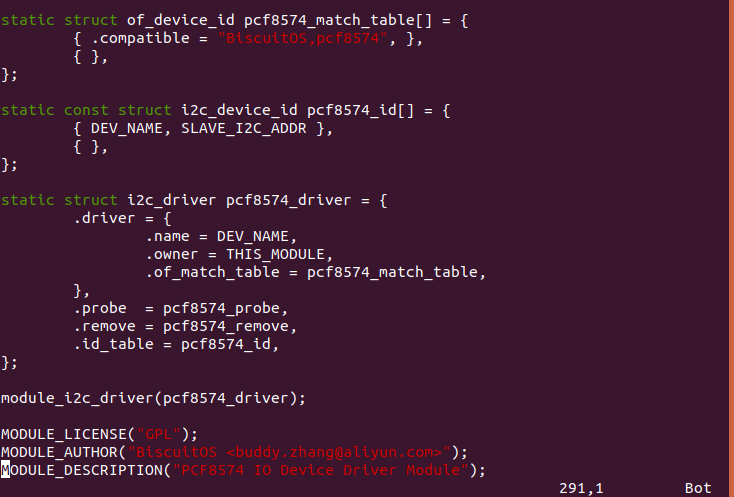 static struct of_device_id pcf8574_match_table[] = {
        { .compatible = "BiscuitOS,pcf8574", },
        { },
};

static const struct i2c_device_id pcf8574_id[] = {
        { DEV_NAME, SLAVE_I2C_ADDR },
        { },
};

static struct i2c_driver pcf8574_driver = {
        .driver = {
                .name = DEV_NAME,
                .owner = THIS_MODULE,
                .of_match_table = pcf8574_match_table,
        },
        .probe  = pcf8574_probe,
        .remove = pcf8574_remove,
        .id_table = pcf8574_id,
};

module_i2c_driver(pcf8574_driver);

MODULE_LICENSE("GPL");
MODULE_AUTHOR("BiscuitOS <buddy.zhang@aliyun.com>");
MODULE_DESCRIPTION("PCF8574 IO Device Driver Module");
291,1         Bot